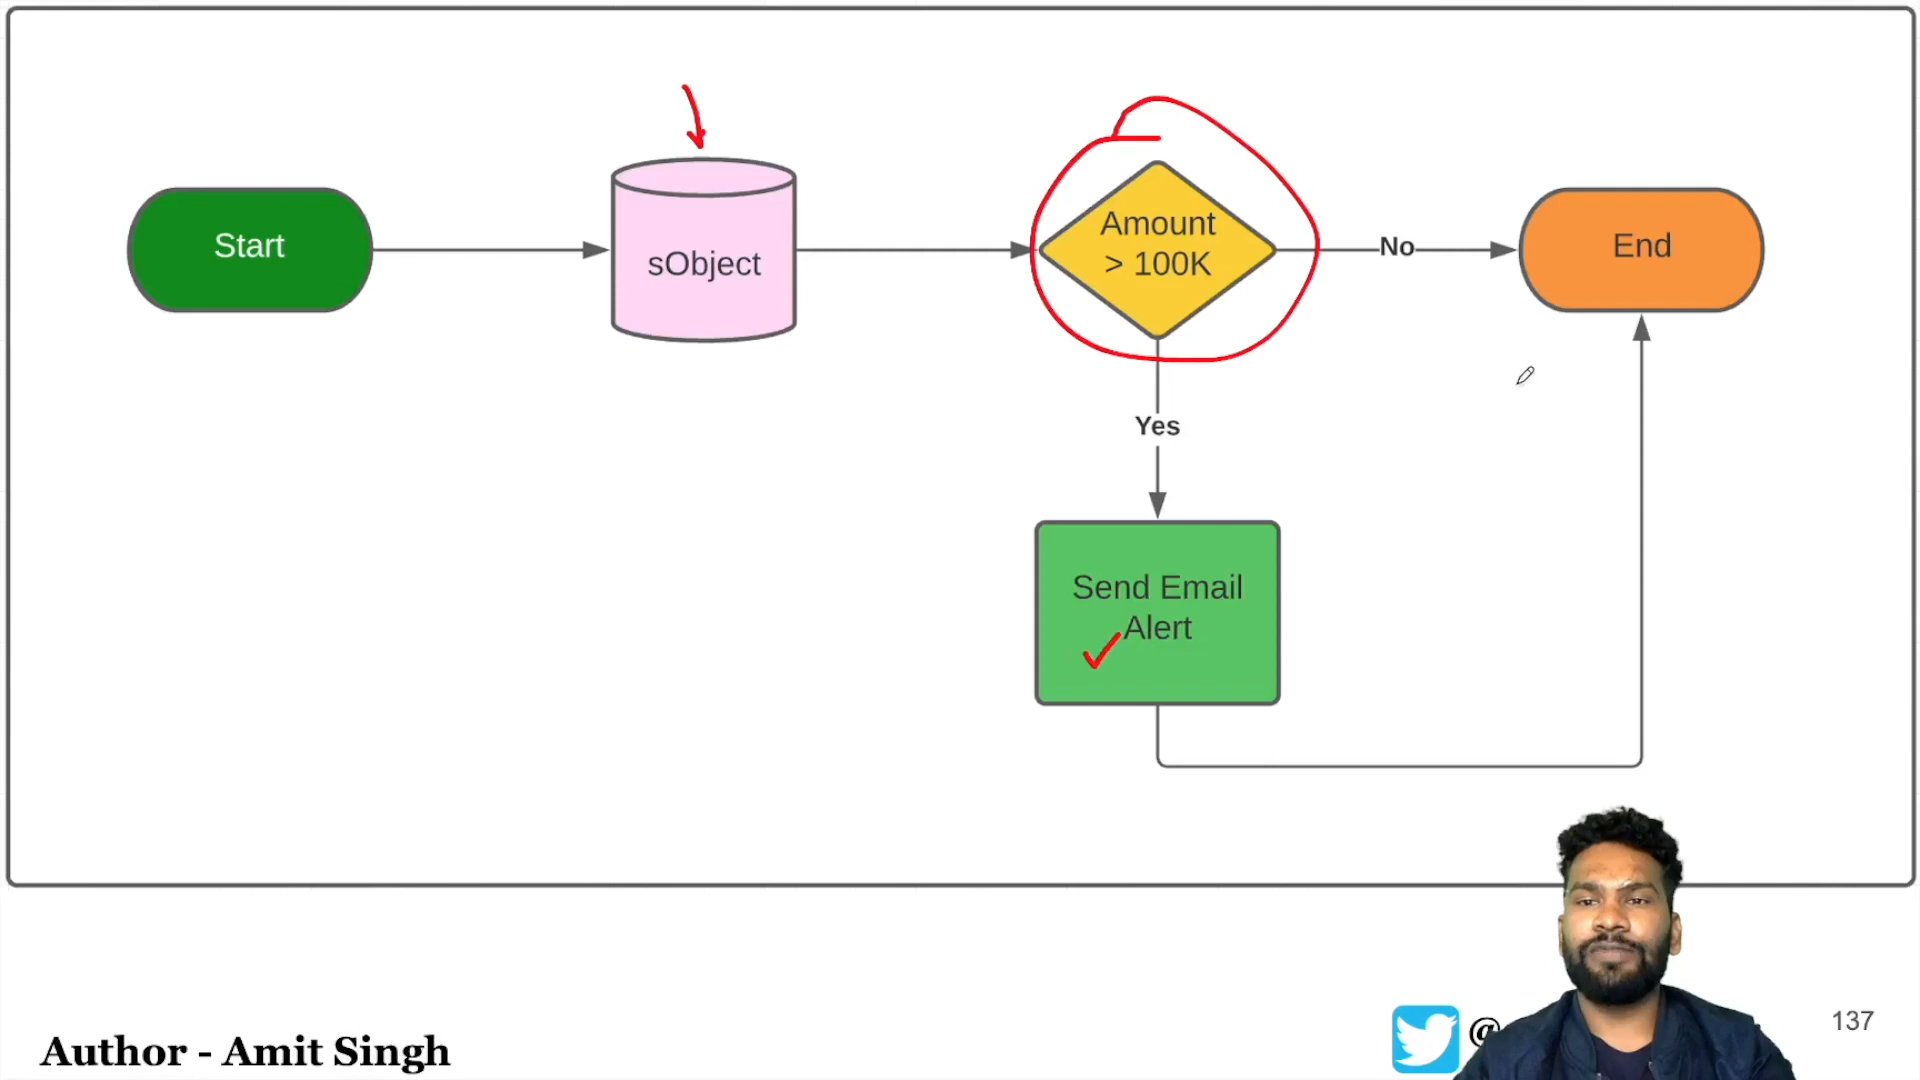 Start
sObject
Amount
> 100K
No
End
Yes
Send Email
Alert
@
Author - Amit Singh
137